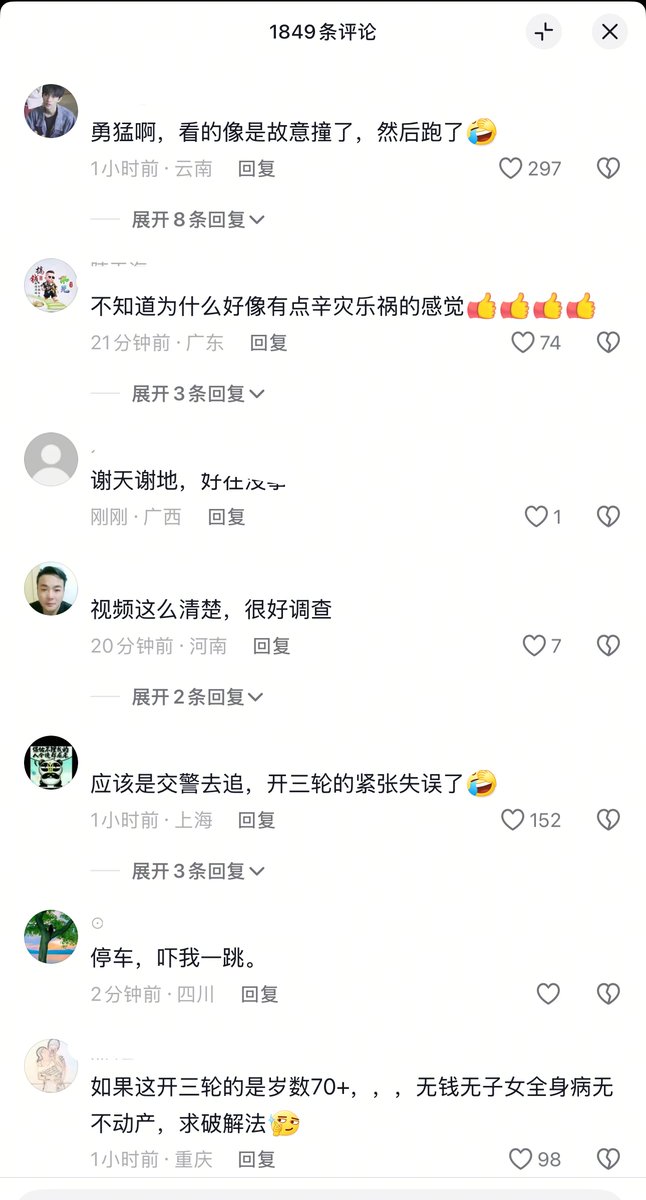 1849条评论
勇猛啊，看的像是故意撞了，然后跑了🤣
1小时前·云南 回复 297
展开8条回复
不知道为什么好像有点辛灾乐祸的感觉👍👍👍👍
21分钟前·广东 回复 74
展开3条回复
谢天谢地，好在没
刚刚·广西 回复 1
视频这么清楚，很好调查
20分钟前·河南 回复 7
展开2条回复
应该是交警去追，开三轮的紧张失误了🤣
1小时前·上海 回复 152
展开3条回复
停车，吓我一跳。
2分钟前·四川 回复
如果这开三轮的是岁数70+，，，无钱无子女全身病无
不动产，求破解法
1小时前·重庆 回复 98